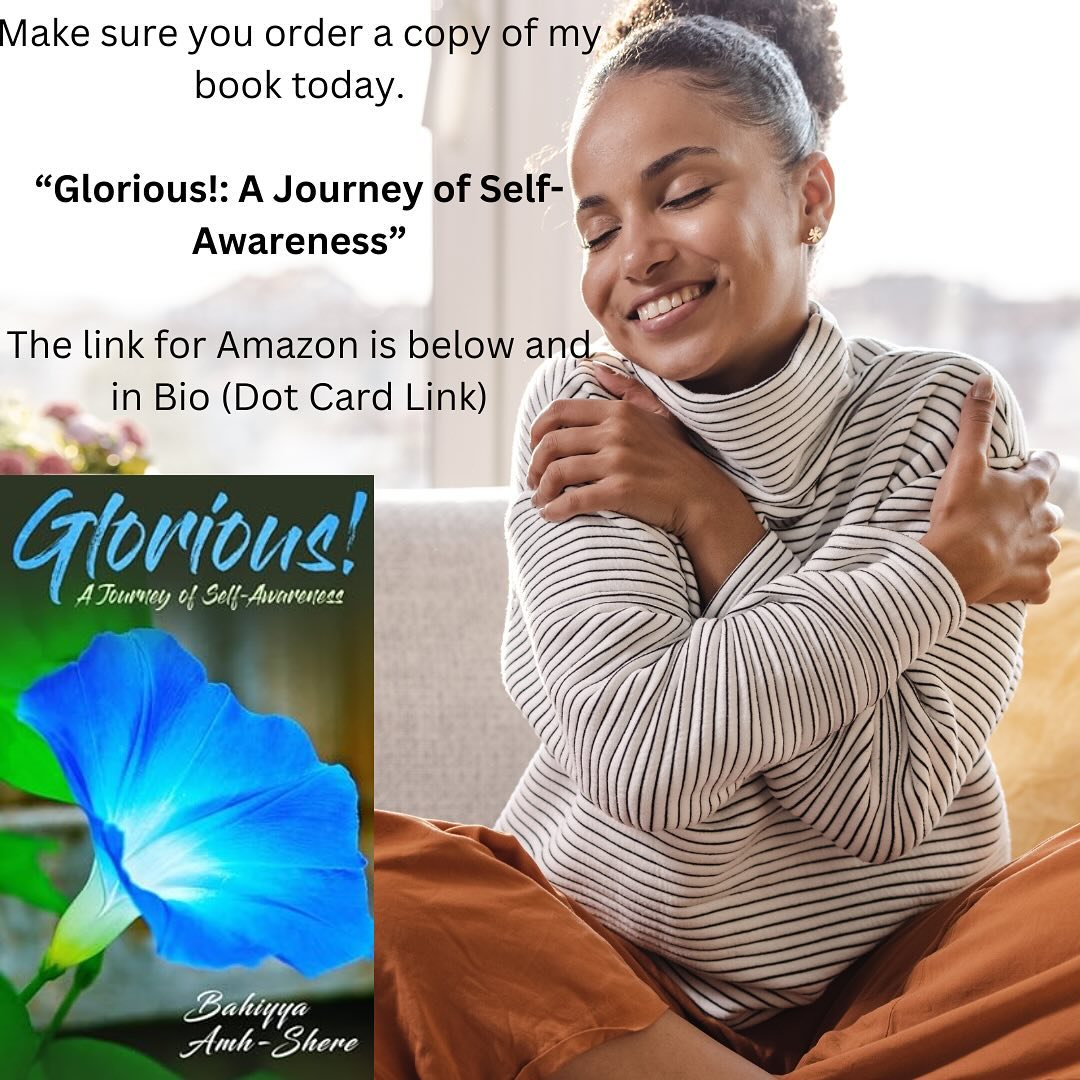 Make sure you order a copy of my
book today.
“Glorious!: A Journey of Self-
Awareness”
The link for Amazon is below and
in Bio (Dot Card Link)
Glorious!
A Journey of Self-Awareness
Bahiyya
Amh-Shere